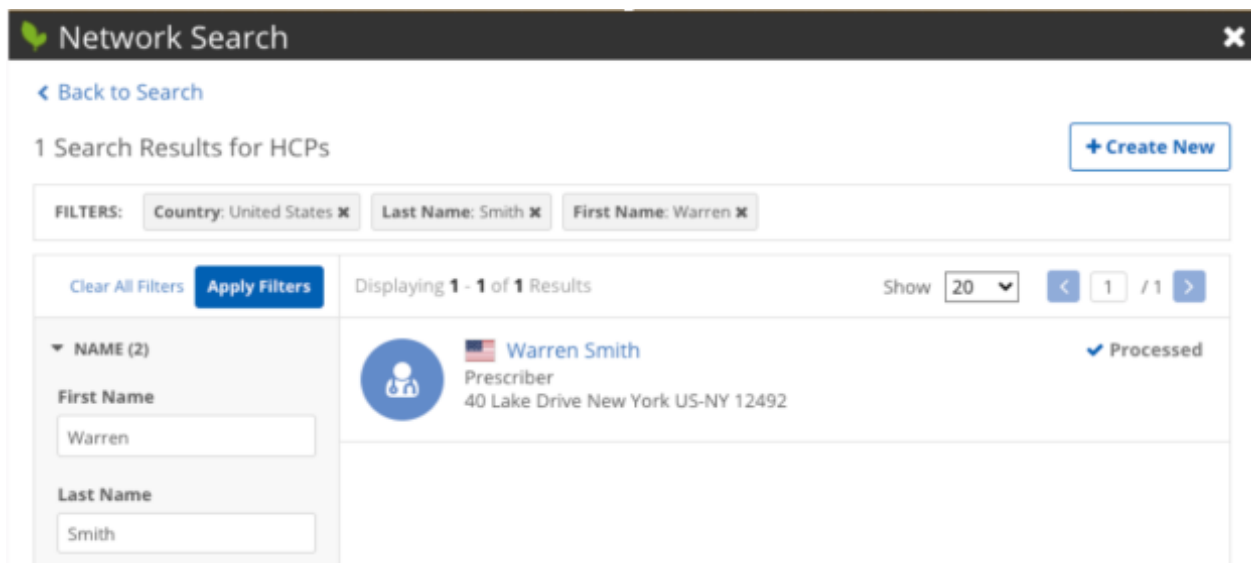 Network Search
Back to Search
1 Search Results for HCPs
+ Create New
FILTERS: Country: United States ✖ Last Name: Smith ✖ First Name: Warren ✖
Clear All Filters Apply Filters Displaying 1 - 1 of 1 Results Show 20 1 / 1
NAME (2)
Warren Smith
Processed
Prescriber
40 Lake Drive New York US-NY 12492
First Name
Warren
Last Name
Smith